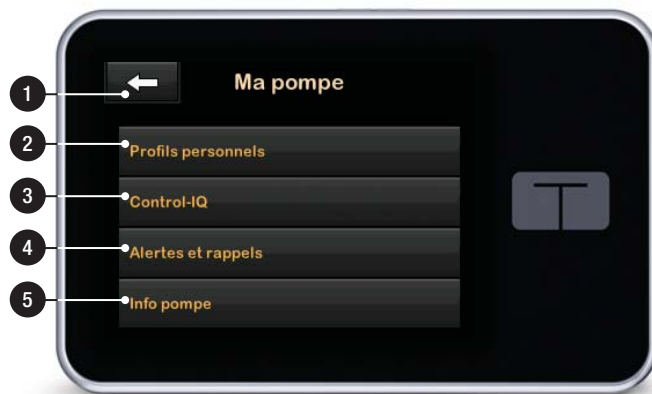 Ma pompe
1
2
Profils personnels
3
Control-IQ
4
Alertes et rappels
5
Info pompe